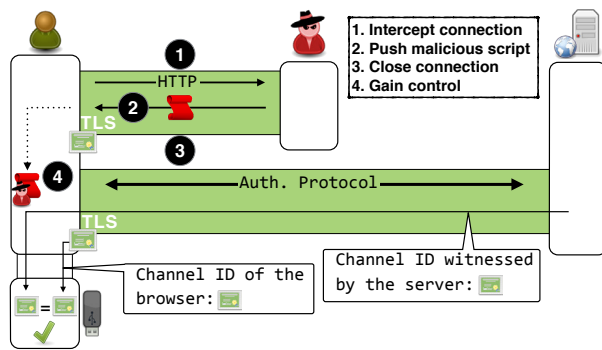 1. Intercept connection
2. Push malicious script
3. Close connection
4. Gain control
1
HTTP
2
TLS
3
4
Auth. Protocol
TLS
Channel ID of the
browser:
Channel ID witnessed
by the server:
=